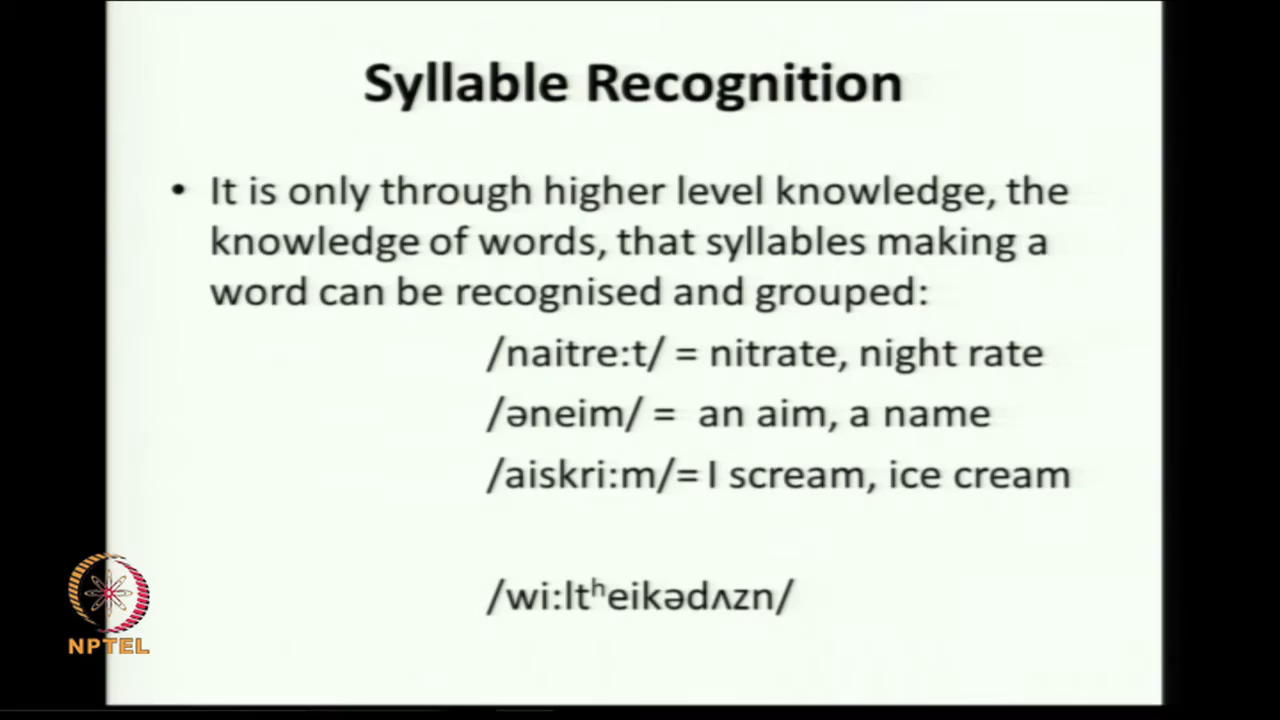 Syllable Recognition
• It is only through higher level knowledge, the
knowledge of words, that syllables making a
word can be recognised and grouped:
/naitre:t/ = nitrate, night rate
/əneim/ = an aim, a name
/aiskri:m/= I scream, ice cream
/wi:ltʰeikədʌzn/
NPTEL